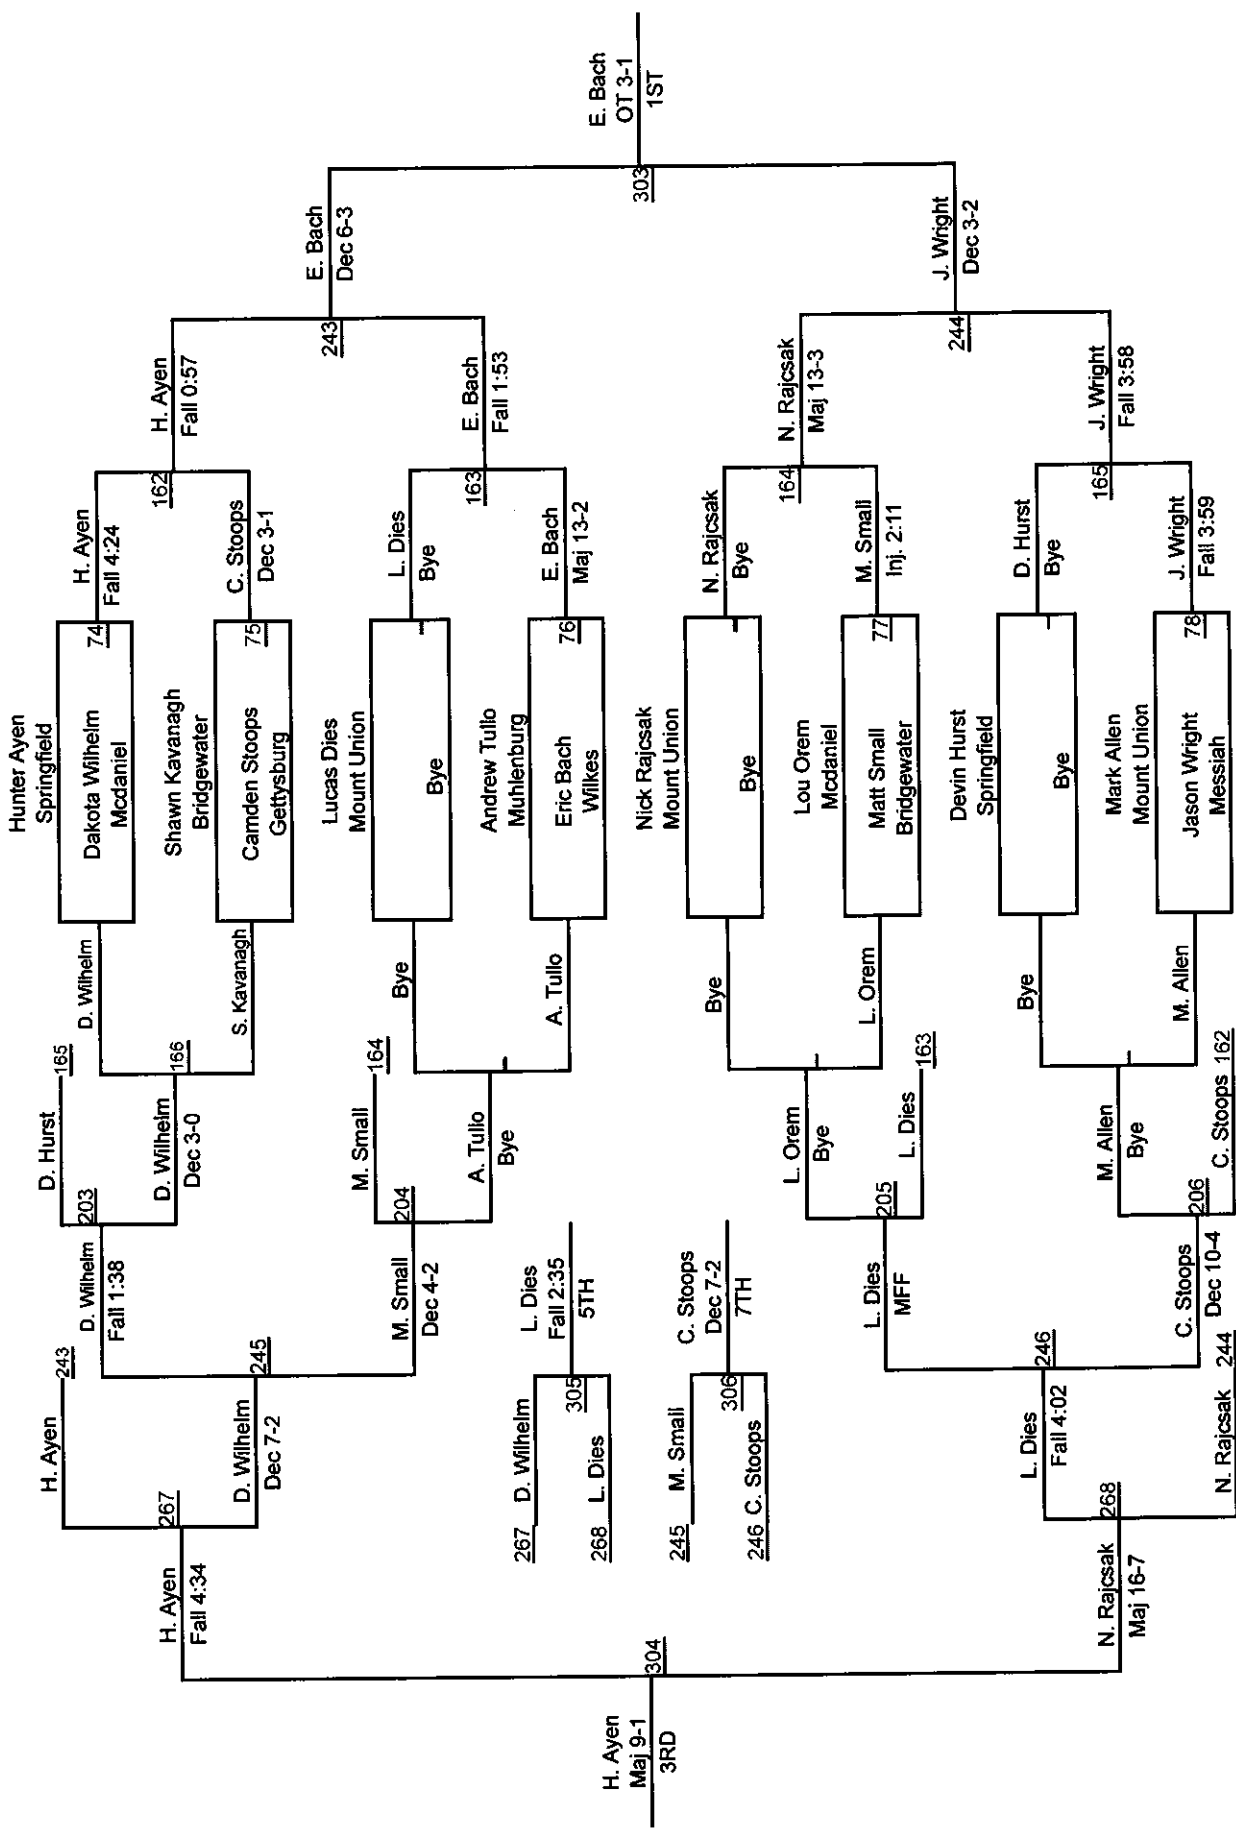 Hunter Ayen
Springfield
74
Dakota Wilhelm
Mcdaniel
Shawn Kavanagh
Bridgewater
75
Camden Stoops
Gettysburg
Lucas Dies
Mount Union
Bye
Andrew Tullo
Muhlenburg
76
Eric Bach
Wilkes
Nick Rajcsak
Mount Union
Bye
Lou Orem
Mcdaniel
77
Matt Small
Bridgewater
Devin Hurst
Springfield
Bye
Mark Allen
Mount Union
78
Jason Wright
Messiah
H. Ayen
Fall 4:24
C. Stoops
Dec 3-1
L. Dies
Bye
E. Bach
Maj 13-2
N. Rajcsak
Bye
M. Small
Inj. 2:11
D. Hurst
Bye
J. Wright
Fall 3:59
162
H. Ayen
Fall 0:57
163
E. Bach
Fall 1:53
164
N. Rajcsak
Maj 13-3
165
J. Wright
Fall 3:58
243
E. Bach
Dec 6-3
244
J. Wright
Dec 3-2
303
E. Bach
OT 3-1
1ST
D. Wilhelm
S. Kavanagh
Bye
A. Tullo
Bye
L. Orem
Bye
M. Allen
D. Hurst
165
166
D. Wilhelm
Dec 3-0
M. Small
164
A. Tullo
Bye
L. Orem
Bye
L. Dies
163
M. Allen
Bye
C. Stoops 162
203
D. Wilhelm
Fall 1:38
204
M. Small
Dec 4-2
205
L. Dies
MFF
206
C. Stoops
Dec 10-4
H. Ayen
243
245
D. Wilhelm
Dec 7-2
246
L. Dies
Fall 4:02
N. Rajcsak 244
267
H. Ayen
Fall 4:34
268
N. Rajcsak
Maj 16-7
304
H. Ayen
Maj 9-1
3RD
267 D. Wilhelm
268 L. Dies
305
L. Dies
Fall 2:35
5TH
245 M. Small
246 C. Stoops
306
C. Stoops
Dec 7-2
7TH